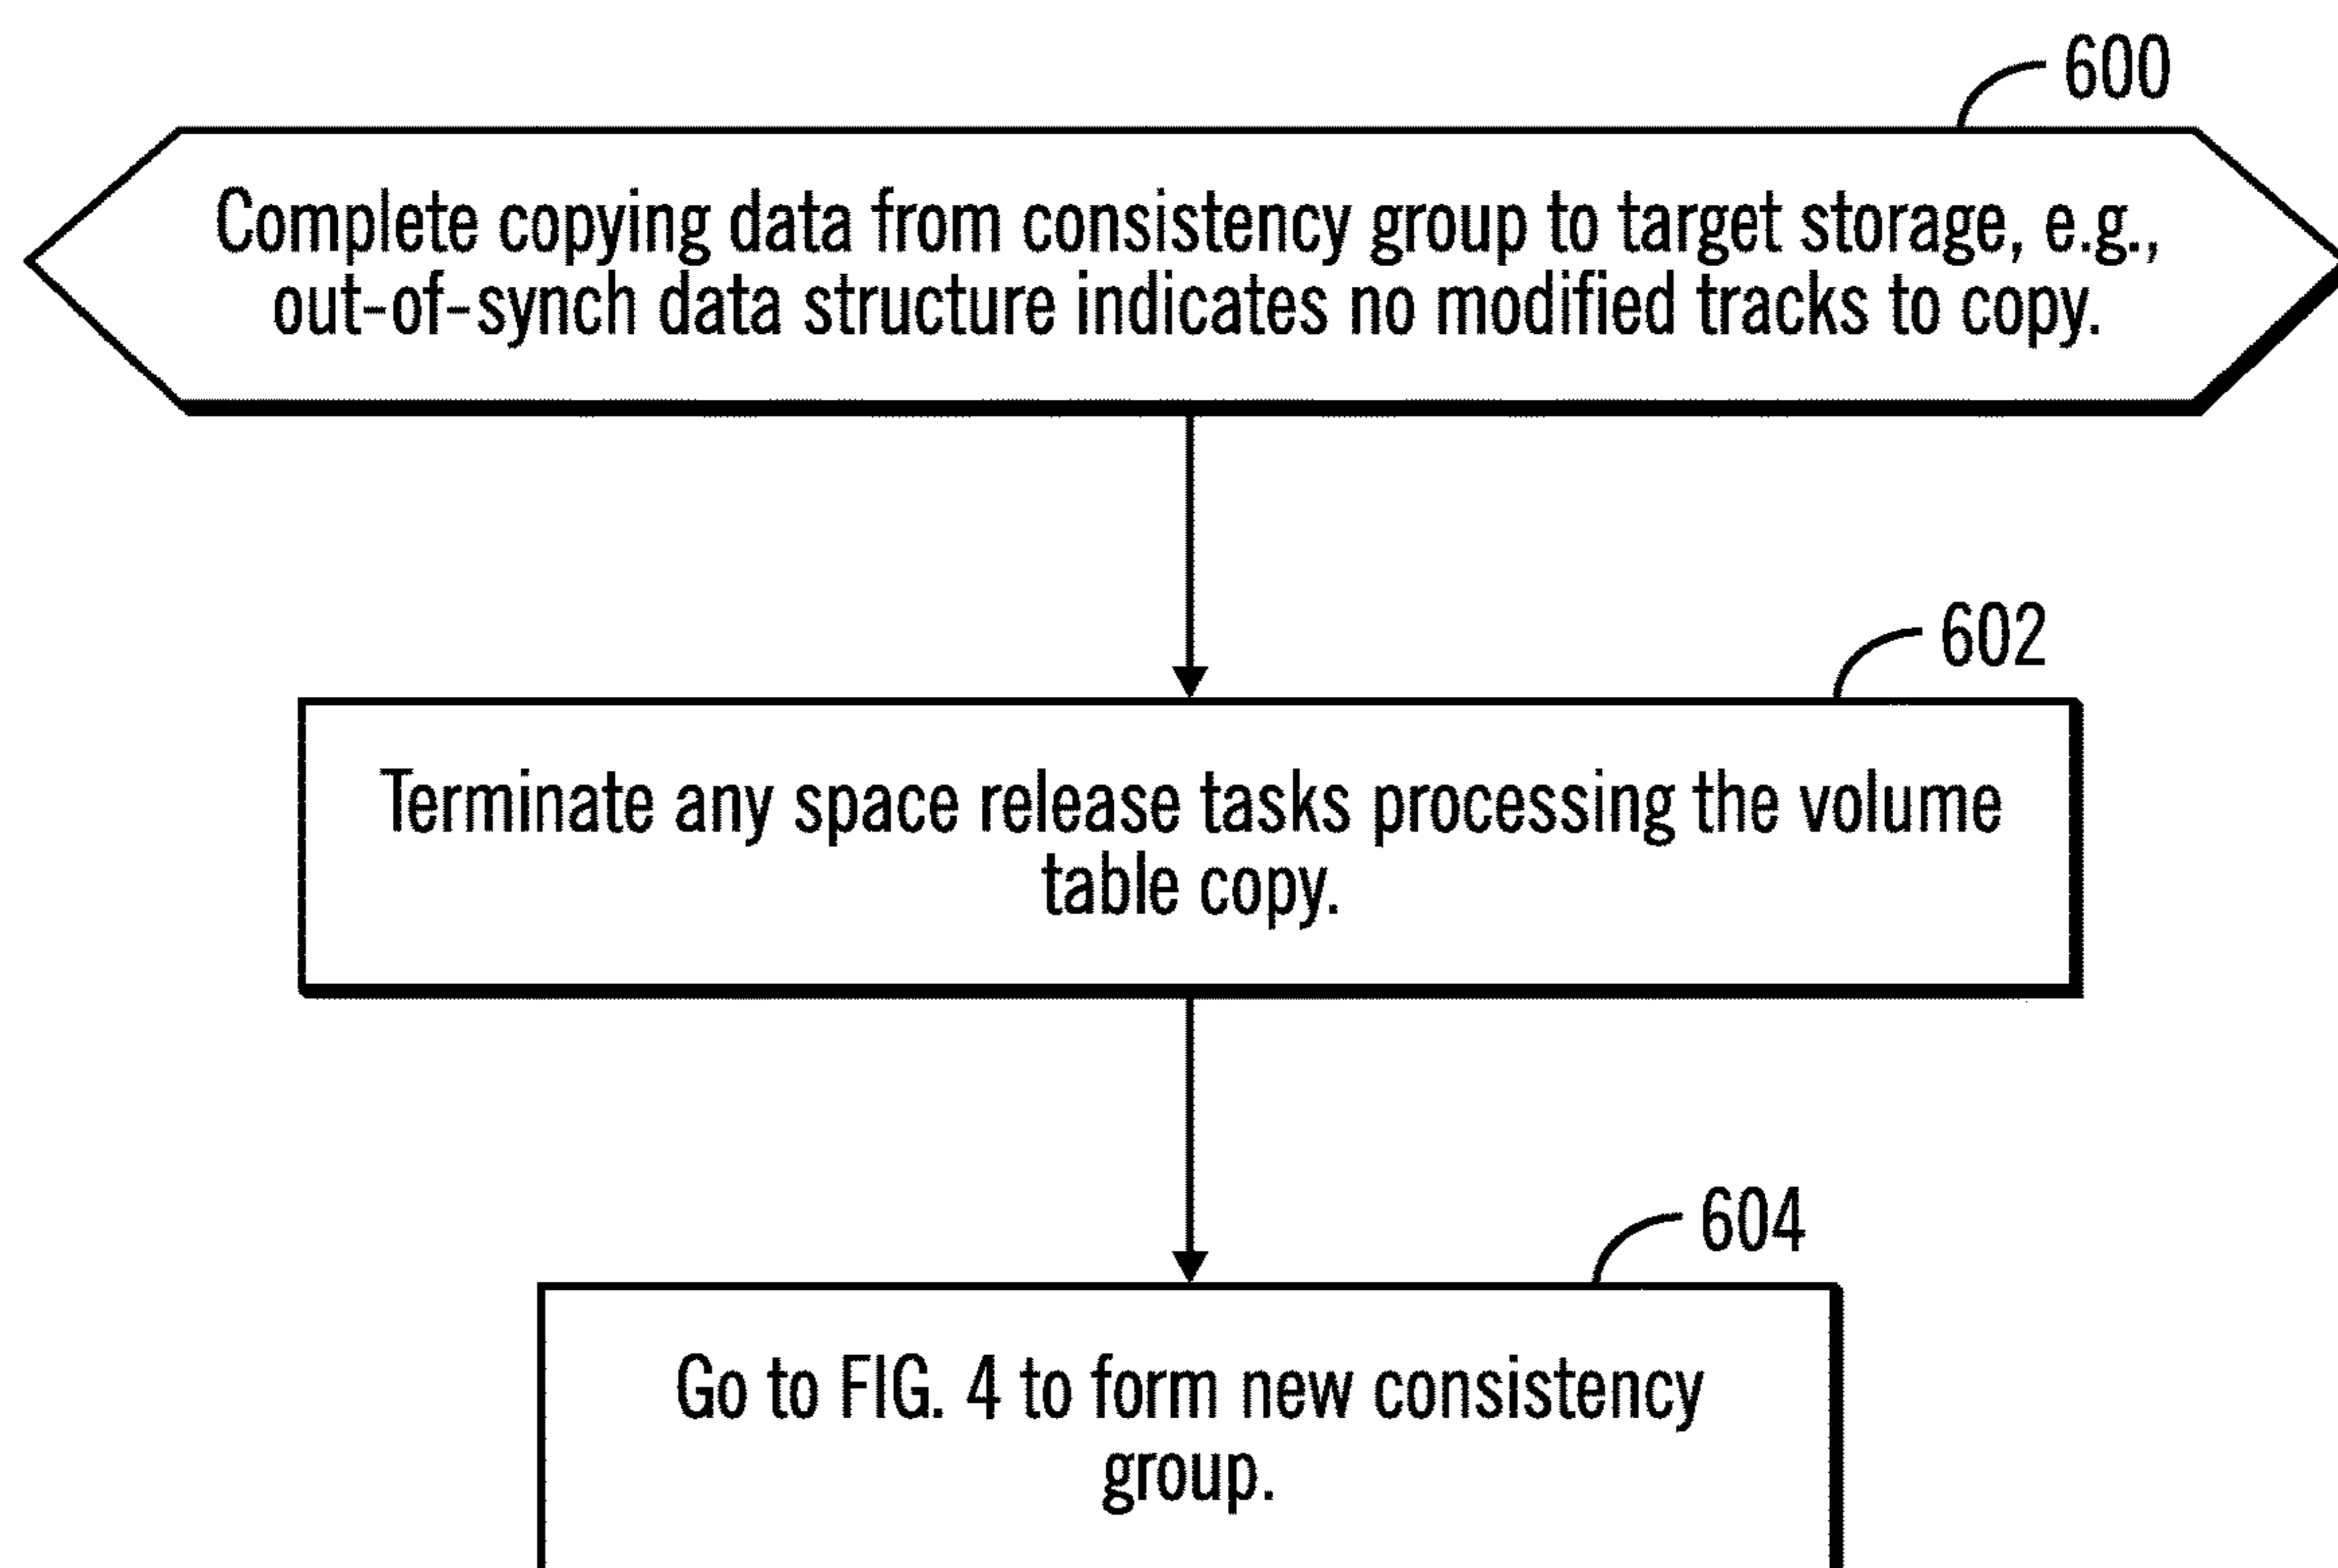 600
Complete copying data from consistency group to target storage, e.g.,
out-of-synch data structure indicates no modified tracks to copy.
602
Terminate any space release tasks processing the volume
table copy.
604
Go to FIG. 4 to form new consistency
group.